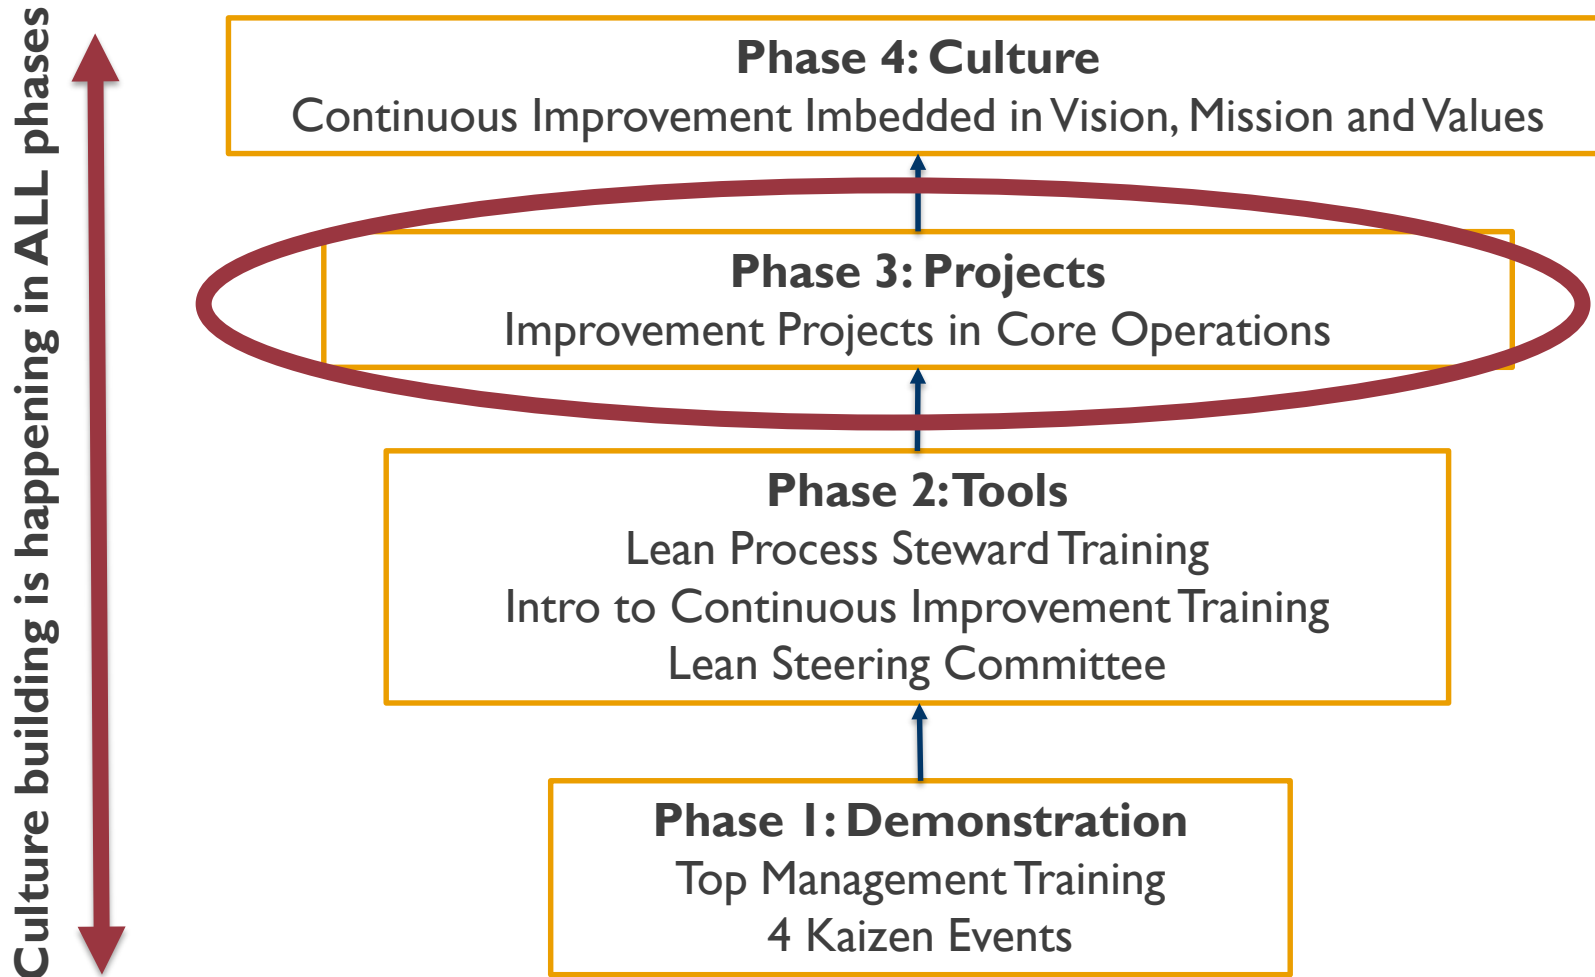 Culture building is happening in ALL phases
Phase 4: Culture
Continuous Improvement Imbedded in Vision, Mission and Values
Phase 3: Projects
Improvement Projects in Core Operations
Phase 2: Tools
Lean Process Steward Training
Intro to Continuous Improvement Training
Lean Steering Committee
Phase 1: Demonstration
Top Management Training
4 Kaizen Events